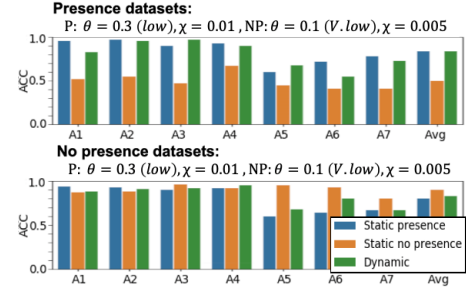 Presence datasets:
P: θ = 0.3 (low), χ = 0.01 , NP: θ = 0.1 (V. low), χ = 0.005
1.0
0.5
0.0
ACC
A1 A2 A3 A4 A5 A6 A7 Avg
No presence datasets:
P: θ = 0.3 (low), χ = 0.01 , NP: θ = 0.1 (V. low), χ = 0.005
1.0
0.5
0.0
ACC
Static presence
Static no presence
Dynamic
A1 A2 A3 A4 A5 A6 A7 Avg